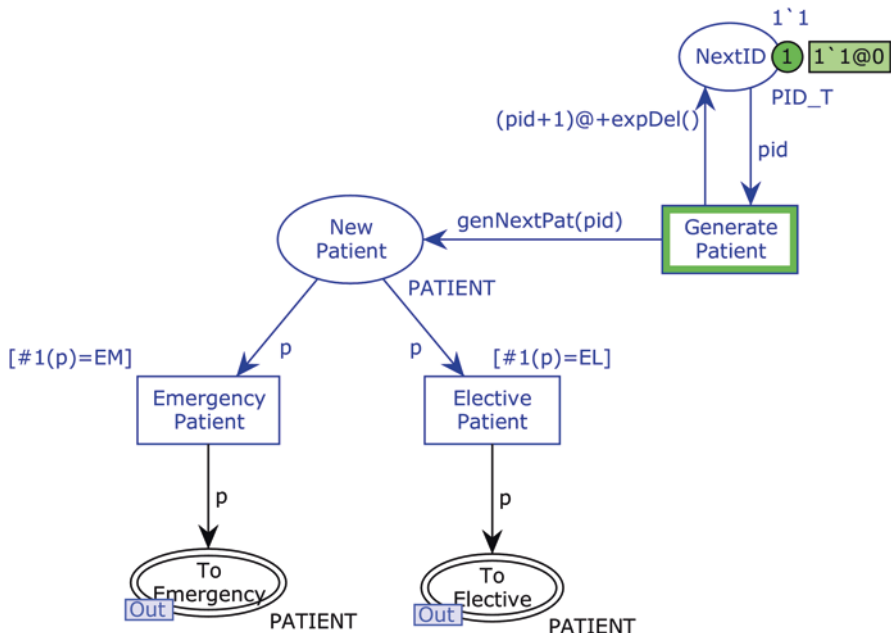 1`1
NextID
1
1`1@0
PID_T
(pid+1)@+expDel()
pid
New
Patient
genNextPat(pid)
Generate
Patient
PATIENT
[#1(p)=EM]
p
p
[#1(p)=EL]
Emergency
Patient
Elective
Patient
p
p
To
Emergency
Out
PATIENT
To
Elective
Out
PATIENT